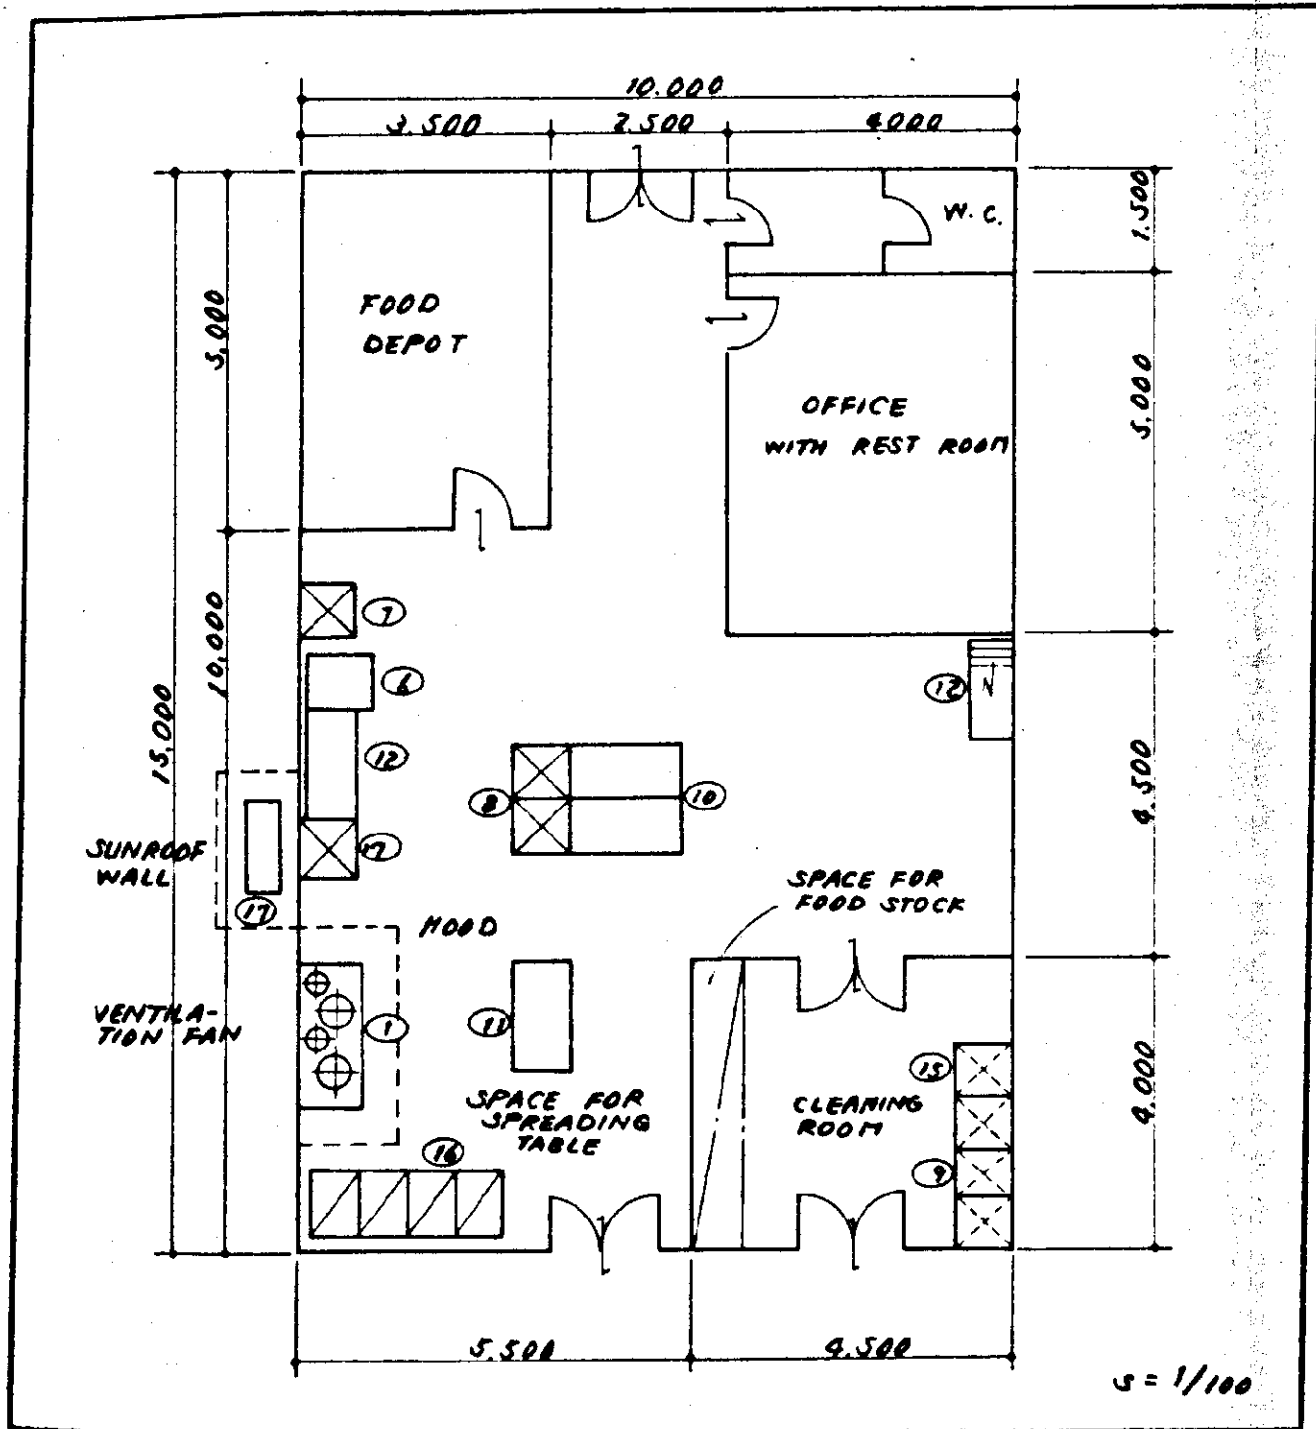 10.000
3.500
2.500
4000
W. C.
1.500
FOOD
DEPOT
5.000
OFFICE
WITH REST ROOM
5.000
7
6
12
10.000
15.000
12
8
10
4.500
SUNROOF
WALL
17
HOOD
SPACE FOR
FOOD STOCK
VENTILA-
TION FAN
1
11
15
SPACE FOR
SPREADING
TABLE
CLEANING
ROOM
4.000
16
9
5.500
4.500
S = 1/100